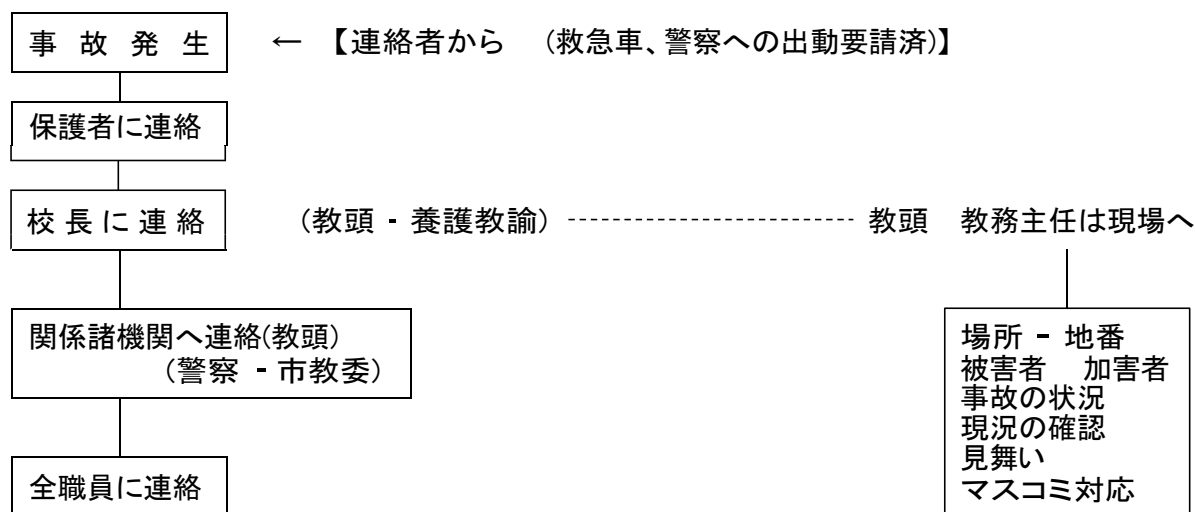 事 故 発 生 ← 【連絡者から (救急車、警察への出動要請済)】
保護者に連絡
校 長 に 連 絡 (教頭 - 養護教諭) --------------------------- 教頭 教務主任は現場へ
関係諸機関へ連絡(教頭)
(警察 - 市教委)
全職員に連絡
場所 - 地番
被害者 加害者
事故の状況
現況の確認
見舞い
マスコミ対応